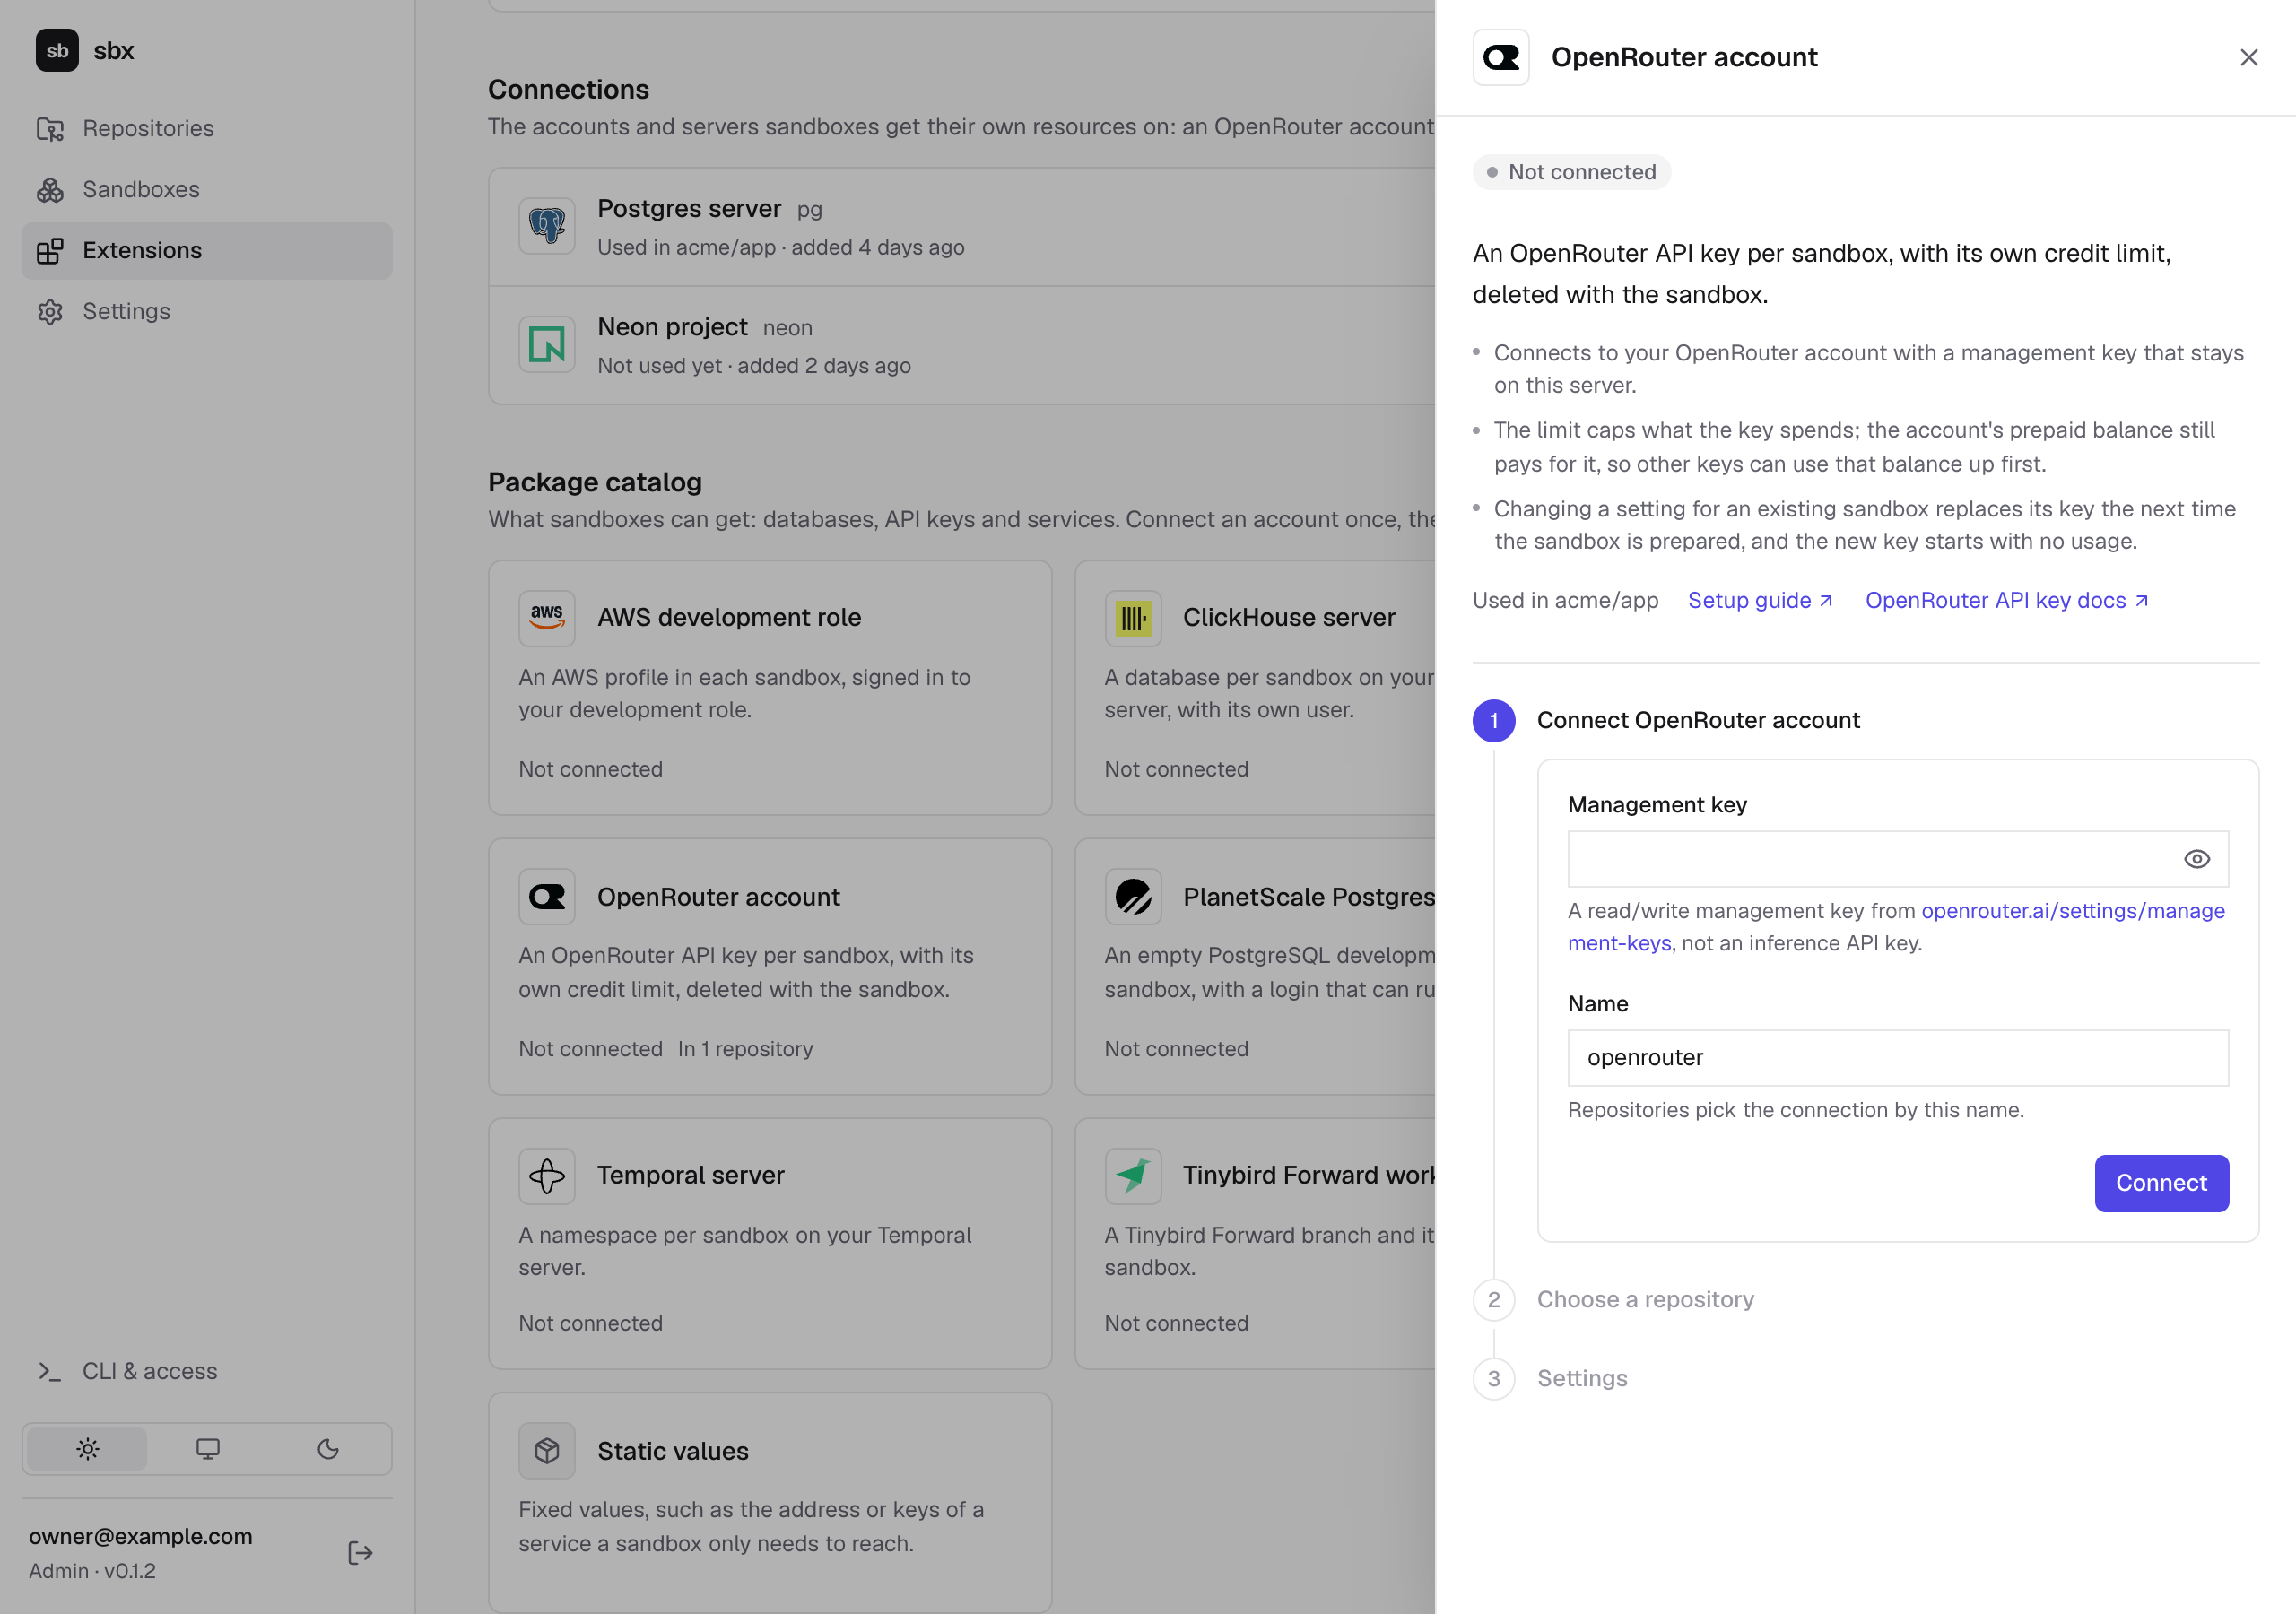 sb sbx
Repositories
Sandboxes
Extensions
Settings
CLI & access
owner@example.com
Admin · v0.1.2
Connections
The accounts and servers sandboxes get their own resources on: an OpenRouter account
Postgres server pg
Used in acme/app · added 4 days ago
Neon project neon
Not used yet · added 2 days ago
Package catalog
What sandboxes can get: databases, API keys and services. Connect an account once, the
aws AWS development role
An AWS profile in each sandbox, signed in to
your development role.
Not connected
ClickHouse server
A database per sandbox on your
server, with its own user.
Not connected
OpenRouter account
An OpenRouter API key per sandbox, with its
own credit limit, deleted with the sandbox.
Not connected In 1 repository
PlanetScale Postgres
An empty PostgreSQL developm
sandbox, with a login that can ru
Not connected
Temporal server
A namespace per sandbox on your Temporal
server.
Not connected
Tinybird Forward work
A Tinybird Forward branch and it
sandbox.
Not connected
Static values
Fixed values, such as the address or keys of a
service a sandbox only needs to reach.
OpenRouter account
Not connected
An OpenRouter API key per sandbox, with its own credit limit,
deleted with the sandbox.
• Connects to your OpenRouter account with a management key that stays
on this server.
• The limit caps what the key spends; the account's prepaid balance still
pays for it, so other keys can use that balance up first.
• Changing a setting for an existing sandbox replaces its key the next time
the sandbox is prepared, and the new key starts with no usage.
Used in acme/app Setup guide ↗ OpenRouter API key docs ↗
1 Connect OpenRouter account
Management key
A read/write management key from openrouter.ai/settings/manage
ment-keys, not an inference API key.
Name
openrouter
Repositories pick the connection by this name.
Connect
2 Choose a repository
3 Settings